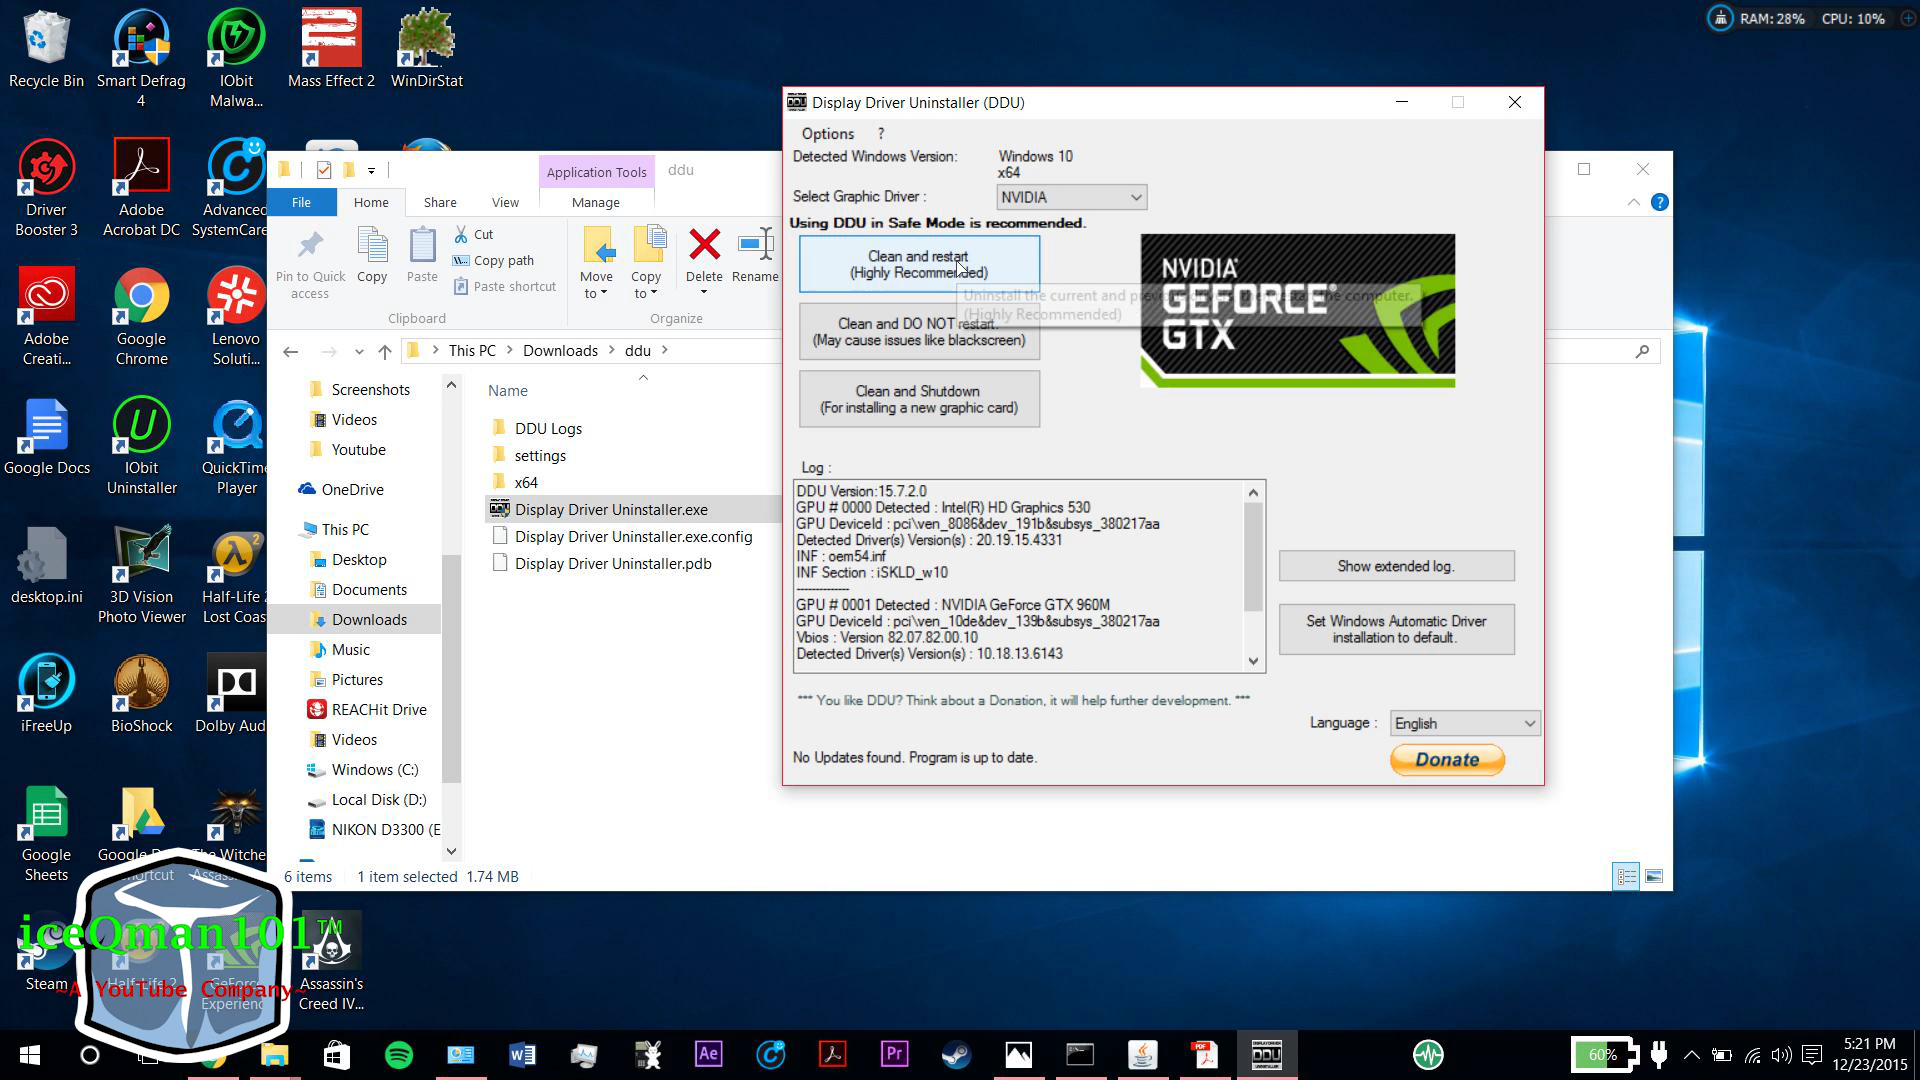 Recycle Bin
Smart Defrag
4
IObit
Malwa...
Mass Effect 2
WinDirStat
RAM: 28%
CPU: 10%
Driver
Booster 3
Adobe
Acrobat DC
Advanced
SystemCare
Adobe
Creati...
Google
Chrome
Lenovo
Soluti...
Google Docs
IObit
Uninstaller
QuickTime
Player
desktop.ini
3D Vision
Photo Viewer
Half-Life 2
Lost Coas
iFreeUp
BioShock
Dolby Aud
Google
Sheets
The Witche
Steam
Half-Life 2
GeForce
Experience
Assassin's
Creed IV...
iceQman101™
~A YouTube Company~
Application Tools
ddu
File
Home
Share
View
Manage
Pin to Quick
access
Copy
Paste
Cut
Copy path
Paste shortcut
Clipboard
Move
to
Copy
to
Delete
Rename
Organize
This PC
Downloads
ddu
Screenshots
Videos
Youtube
OneDrive
This PC
Desktop
Documents
Downloads
Music
Pictures
REACHit Drive
Videos
Windows (C:)
Local Disk (D:)
NIKON D3300 (E
Name
DDU Logs
settings
x64
Display Driver Uninstaller.exe
Display Driver Uninstaller.exe.config
Display Driver Uninstaller.pdb
6 items
1 item selected 1.74 MB
Display Driver Uninstaller (DDU)
Options
?
Detected Windows Version:
Windows 10
x64
Select Graphic Driver :
NVIDIA
Using DDU in Safe Mode is recommended.
Clean and restart
(Highly Recommended)
Clean and DO NOT restart.
(May cause issues like blackscreen)
Clean and Shutdown
(For installing a new graphic card)
NVIDIA
GEFORCE
GTX
(Highly Recommended)
Log :
DDU Version:15.7.2.0
GPU # 0000 Detected : Intel(R) HD Graphics 530
GPU DeviceId : pci\ven_8086&dev_191b&subsys_380217aa
Detected Driver(s) Version(s) : 20.19.15.4331
INF : oem54.inf
INF Section : iSKLD_w10
--------------
GPU # 0001 Detected : NVIDIA GeForce GTX 960M
GPU DeviceId : pci\ven_10de&dev_139b&subsys_380217aa
Vbios : Version 82.07.82.00.10
Detected Driver(s) Version(s) : 10.18.13.6143
Show extended log.
Set Windows Automatic Driver
installation to default.
*** You like DDU? Think about a Donation, it will help further development. ***
Language :
English
No Updates found. Program is up to date.
Donate
60%
5:21 PM
12/23/2015